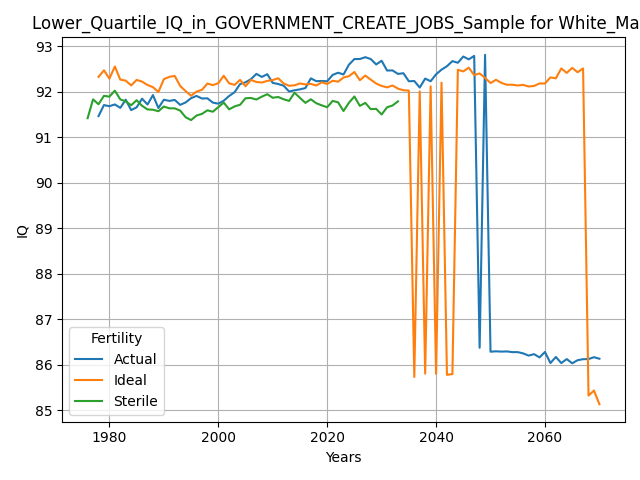 Lower_Quartile_IQ_in_GOVERNMENT_CREATE_JOBS_Sample for White_Ma
93
92
91
90
89
88
87
86
85
IQ
Fertility
Actual
Ideal
Sterile
1980
2000
2020
2040
2060
Years